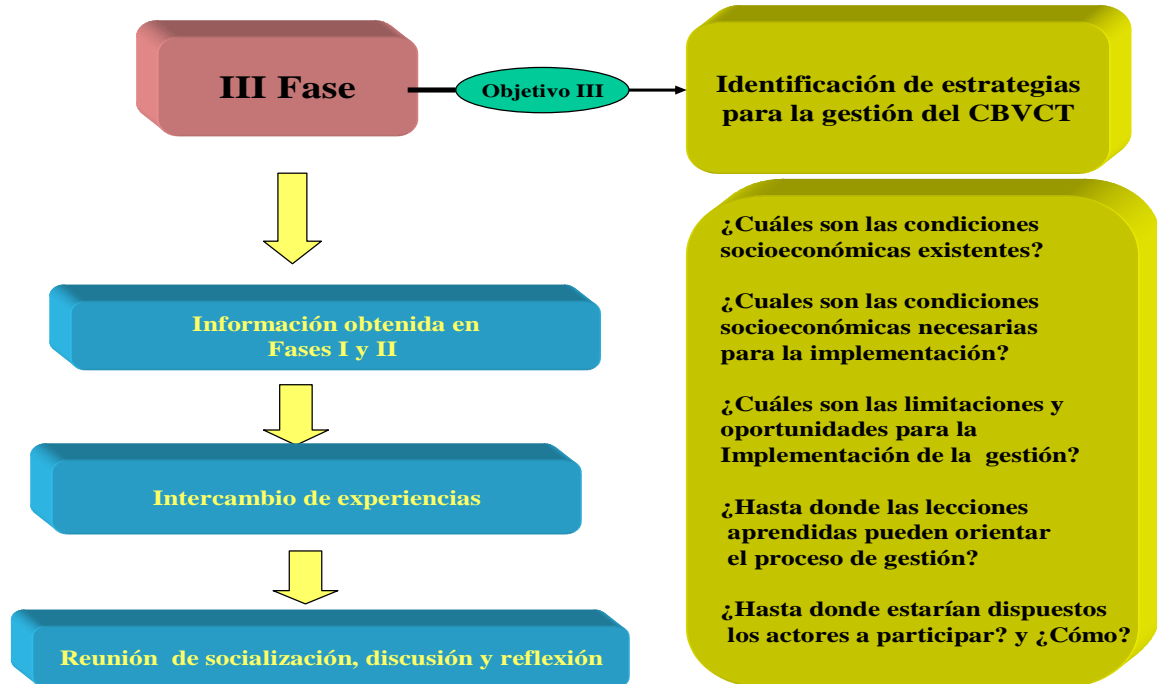 III Fase
Objetivo III
Identificación de estrategias
para la gestión del CBVCT
Información obtenida en
Fases I y II
Intercambio de experiencias
Reunión de socialización, discusión y reflexión
¿Cuáles son las condiciones
socioeconómicas existentes?
¿Cuales son las condiciones
socioeconómicas necesarias
para la implementación?
¿Cuáles son las limitaciones y
oportunidades para la
Implementación de la gestión?
¿Hasta donde las lecciones
aprendidas pueden orientar
el proceso de gestión?
¿Hasta donde estarían dispuestos
los actores a participar? y ¿Cómo?